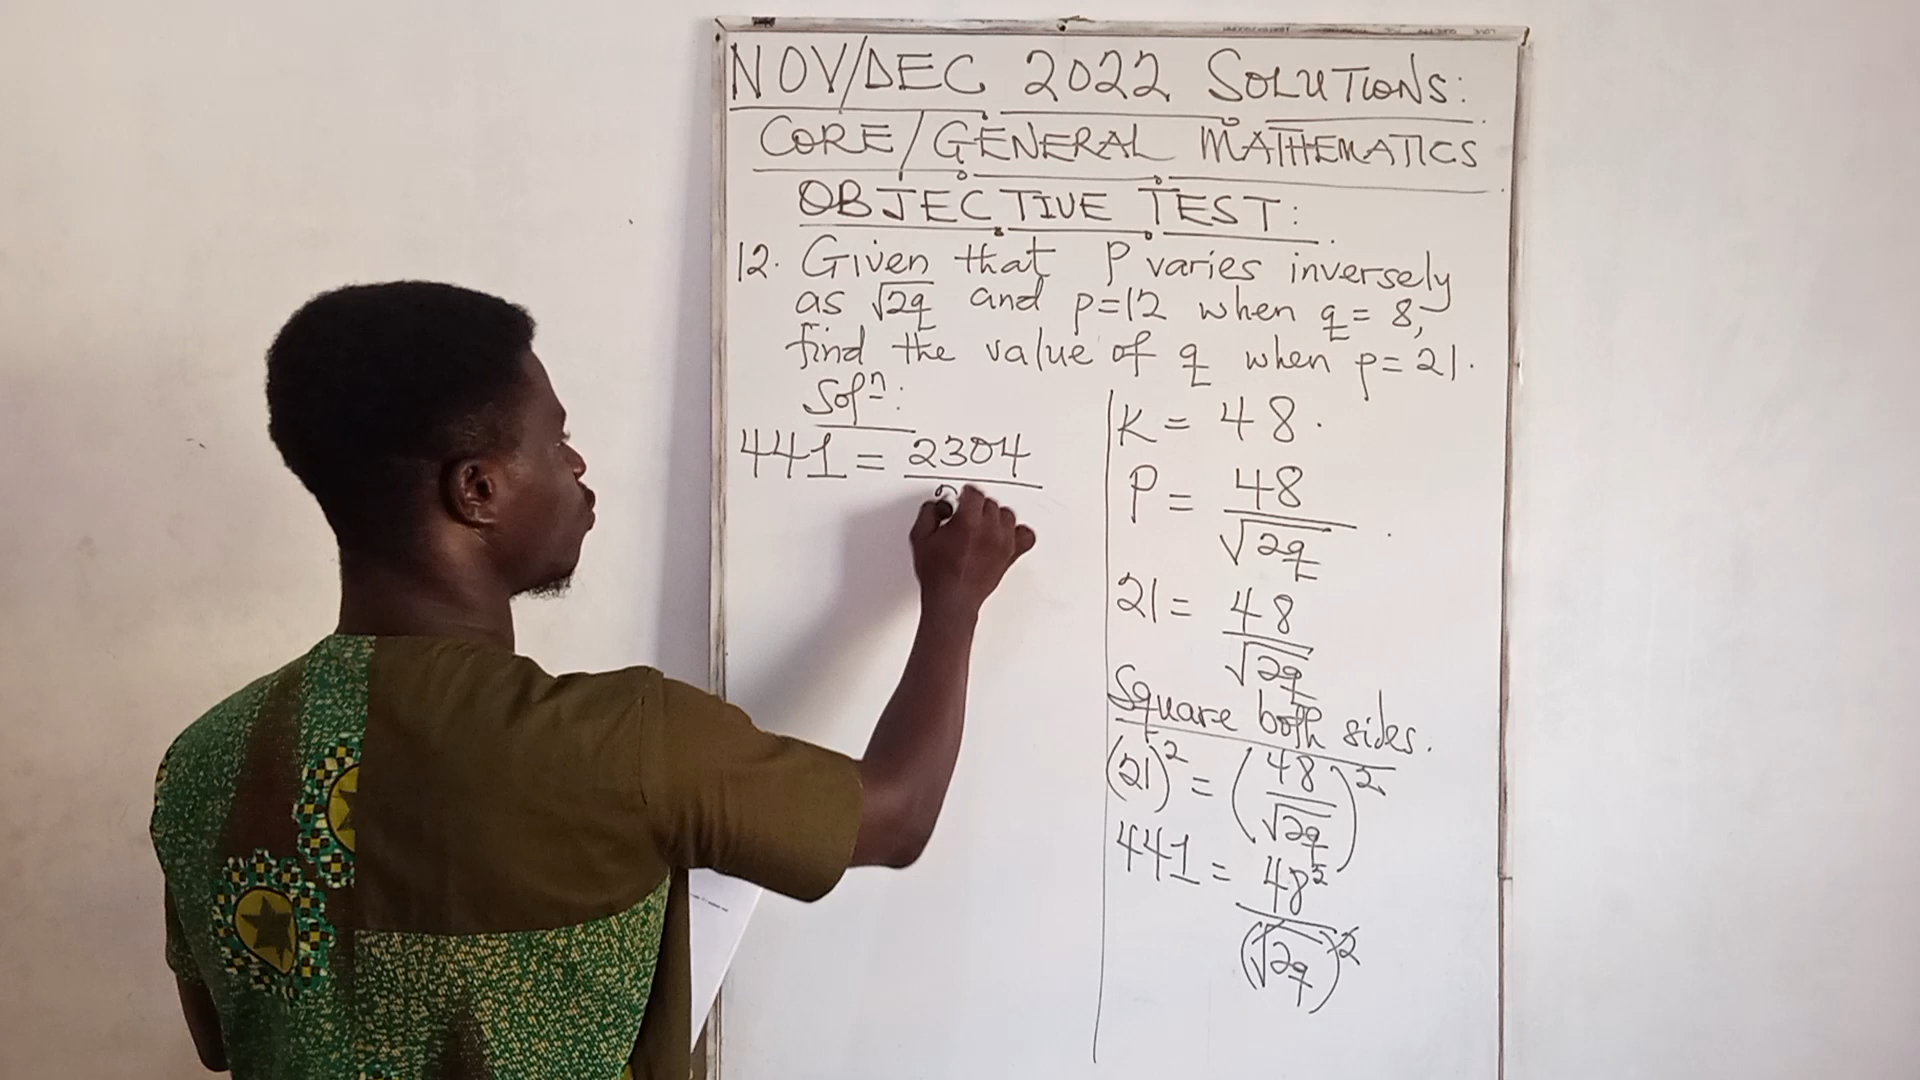 NOV/DEC 2022 SOLUTIONS:
CORE/GENERAL MATHEMATICS
OBJECTIVE TEST:
12. Given that P varies inversely
as √2q and p=12 when q= 8,
find the value of q when p= 21.
Solⁿ:
441 = 2304
2
K = 48.
P = 48
√2q
21 = 48
√2q
Square both sides.
(21)² = (48/√2q)²
441 = 48²
(√2q)²